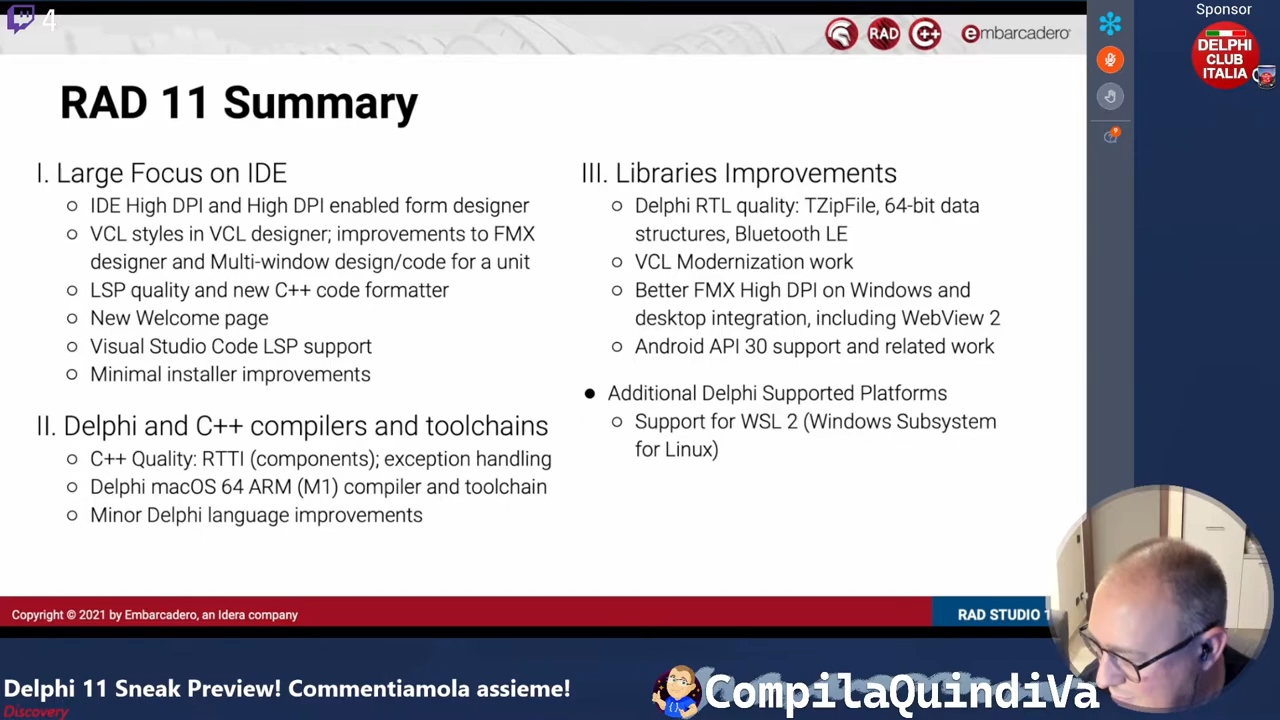 4
Sponsor
RAD
C++
embarcadero
DELPHI
CLUB
ITALIA
RAD 11 Summary
I. Large Focus on IDE
○ IDE High DPI and High DPI enabled form designer
○ VCL styles in VCL designer; improvements to FMX
designer and Multi-window design/code for a unit
○ LSP quality and new C++ code formatter
○ New Welcome page
○ Visual Studio Code LSP support
○ Minimal installer improvements
II. Delphi and C++ compilers and toolchains
○ C++ Quality: RTTI (components); exception handling
○ Delphi macOS 64 ARM (M1) compiler and toolchain
○ Minor Delphi language improvements
III. Libraries Improvements
○ Delphi RTL quality: TZipFile, 64-bit data
structures, Bluetooth LE
○ VCL Modernization work
○ Better FMX High DPI on Windows and
desktop integration, including WebView 2
○ Android API 30 support and related work
● Additional Delphi Supported Platforms
○ Support for WSL 2 (Windows Subsystem
for Linux)
Copyright © 2021 by Embarcadero, an Idera company
RAD STUDIO 1
Delphi 11 Sneak Preview! Commentiamola assieme!
Discovery
CompilaQuindiVa